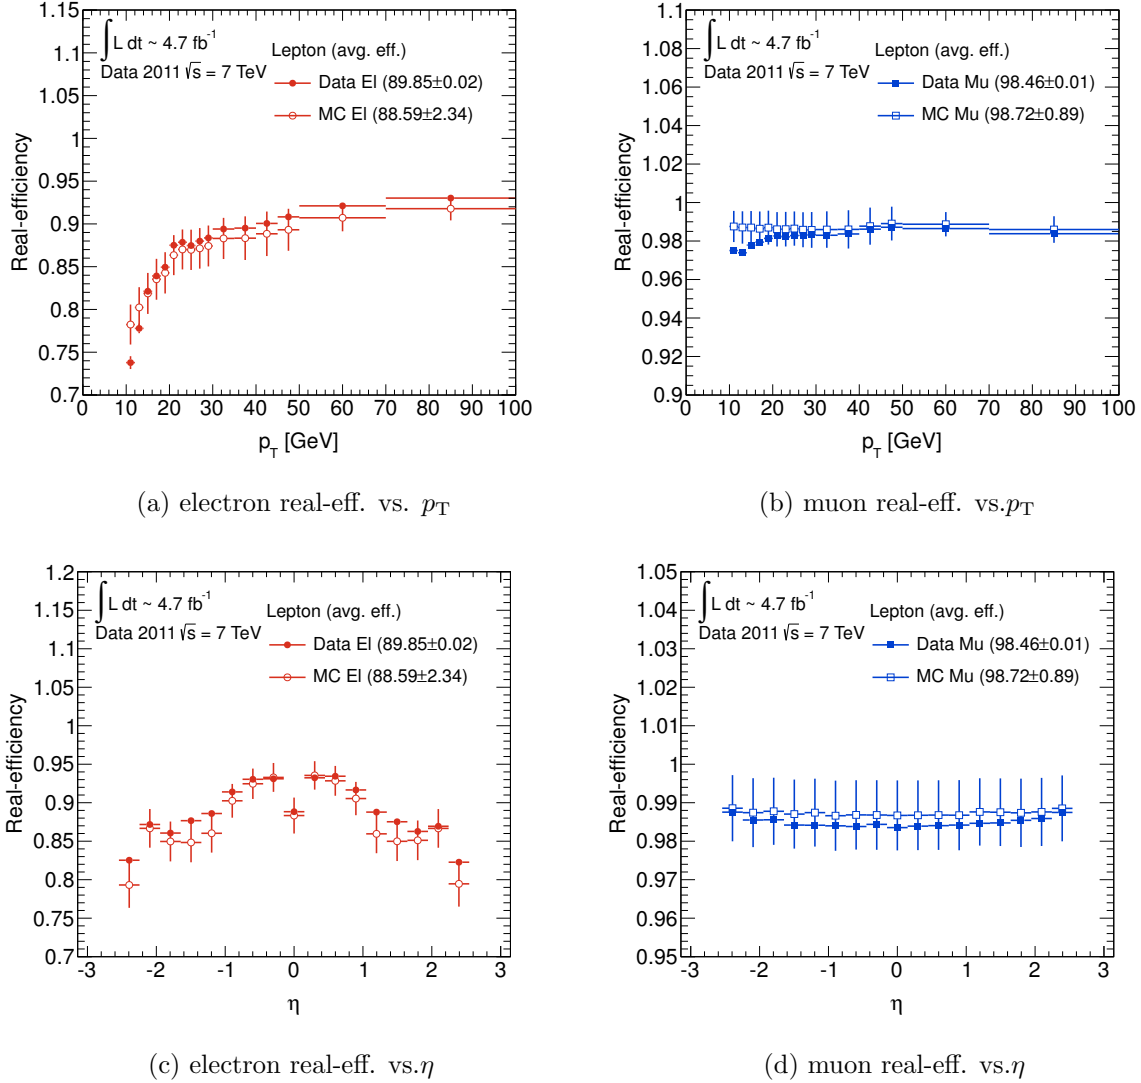 1.15
1.1
1.05
1
0.95
0.9
0.85
0.8
0.75
0.7
Real-efficiency
∫ L dt ~ 4.7 fb⁻¹
Data 2011 √s = 7 TeV
Lepton (avg. eff.)
Data El (89.85±0.02)
MC El (88.59±2.34)
0 10 20 30 40 50 60 70 80 90 100
p_T [GeV]
(a) electron real-eff. vs. p_T
1.1
1.08
1.06
1.04
1.02
1
0.98
0.96
0.94
0.92
0.9
Real-efficiency
∫ L dt ~ 4.7 fb⁻¹
Data 2011 √s = 7 TeV
Lepton (avg. eff.)
Data Mu (98.46±0.01)
MC Mu (98.72±0.89)
0 10 20 30 40 50 60 70 80 90 100
p_T [GeV]
(b) muon real-eff. vs.p_T
1.2
1.15
1.1
1.05
1
0.95
0.9
0.85
0.8
0.75
0.7
Real-efficiency
∫ L dt ~ 4.7 fb⁻¹
Data 2011 √s = 7 TeV
Lepton (avg. eff.)
Data El (89.85±0.02)
MC El (88.59±2.34)
-3 -2 -1 0 1 2 3
η
(c) electron real-eff. vs.η
1.05
1.04
1.03
1.02
1.01
1
0.99
0.98
0.97
0.96
0.95
Real-efficiency
∫ L dt ~ 4.7 fb⁻¹
Data 2011 √s = 7 TeV
Lepton (avg. eff.)
Data Mu (98.46±0.01)
MC Mu (98.72±0.89)
-3 -2 -1 0 1 2 3
η
(d) muon real-eff. vs.η